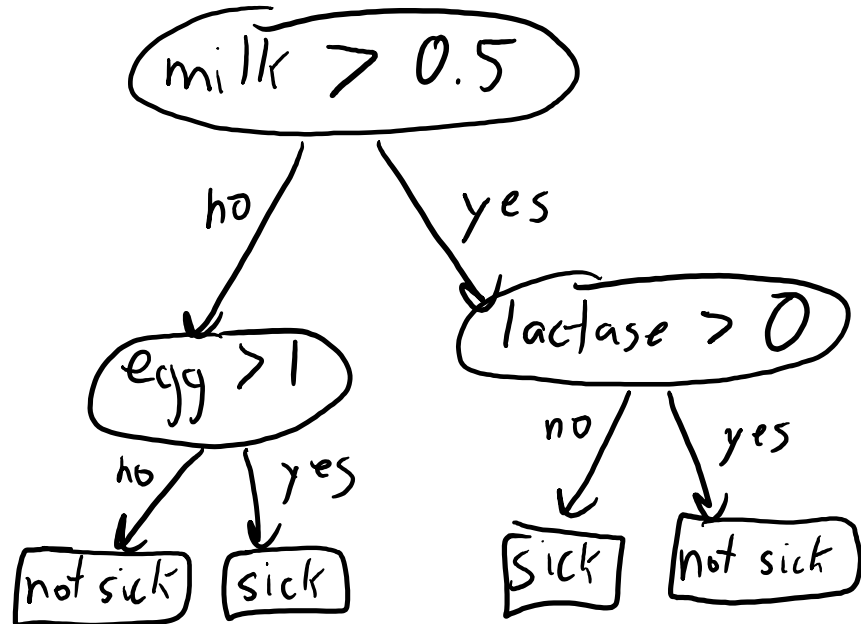 milk > 0.5
no
yes
lactase > 0
egg > 1
no
yes
no
yes
not sick
sick
sick
not sick